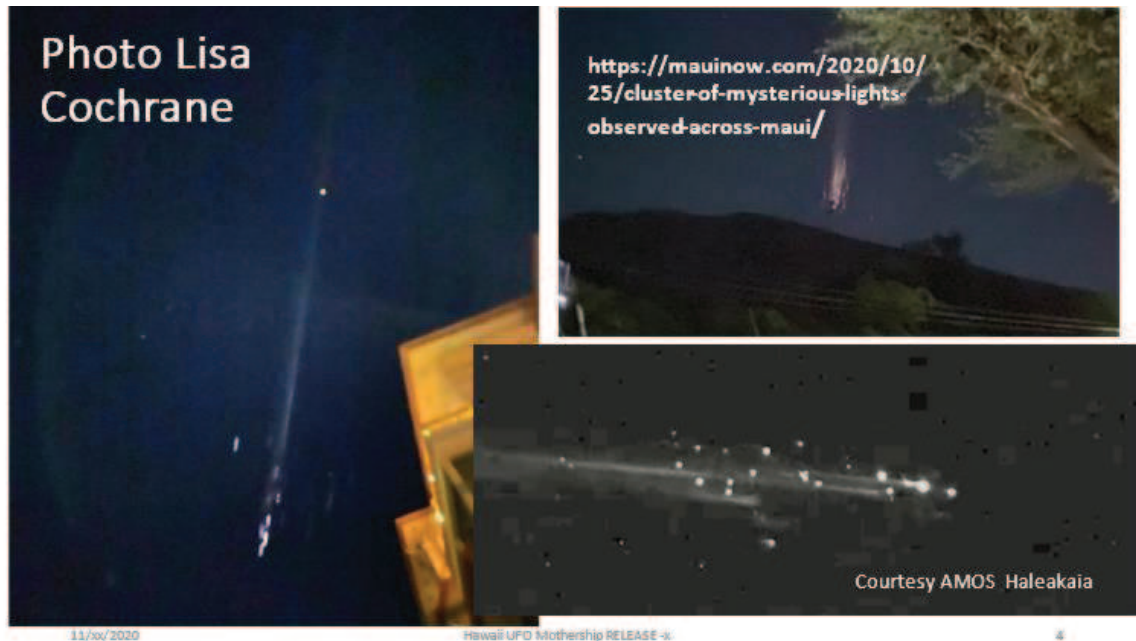 Photo Lisa
Cochrane
https://mauinow.com/2020/10/
25/cluster-of-mysterious-lights-
observed-across-maui/
Courtesy AMOS Haleakaia
11/xx/2020
Hawaii UFO Mothership RELEASE -x
4